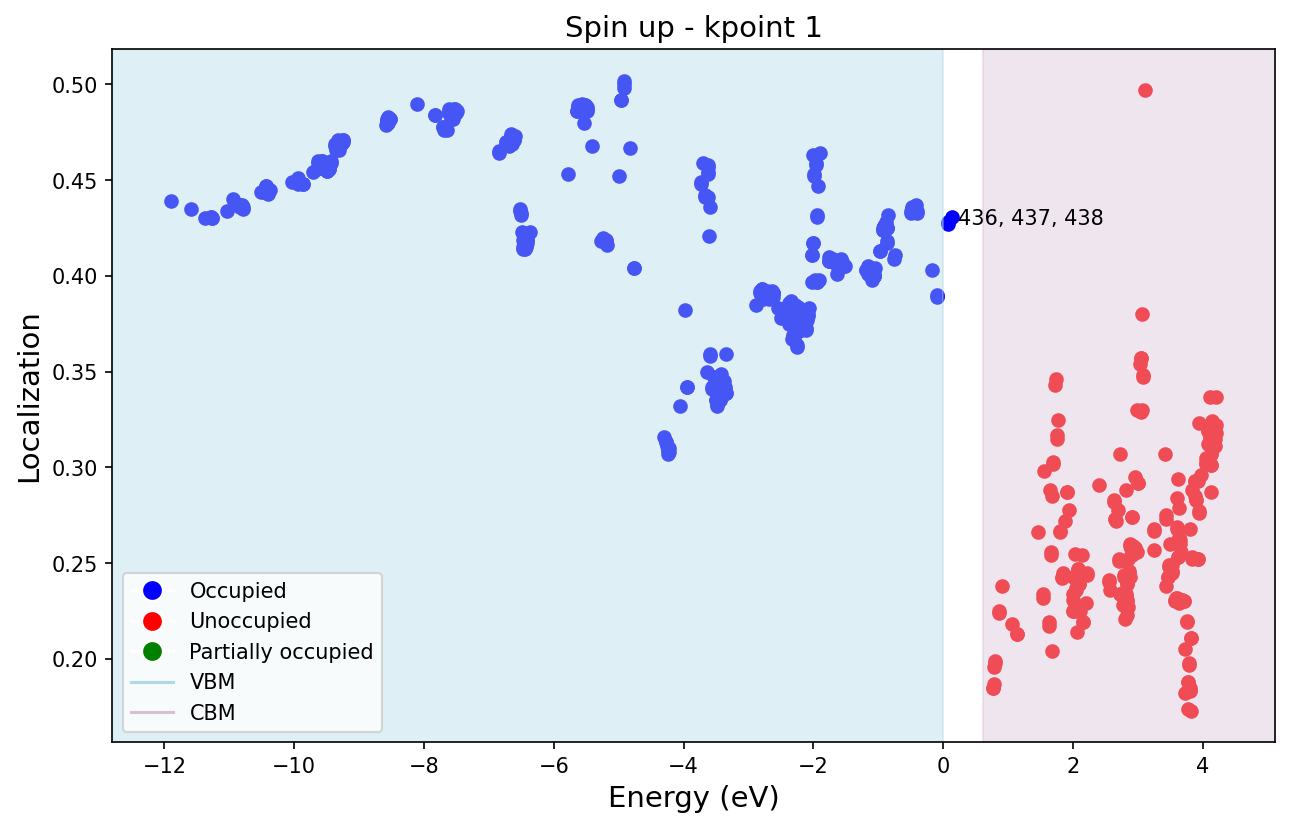 Spin up - kpoint 1
0.50
0.45
0.40
0.35
0.30
0.25
0.20
Localization
436, 437, 438
Occupied
Unoccupied
Partially occupied
VBM
CBM
−12
−10
−8
−6
−4
−2
0
2
4
Energy (eV)